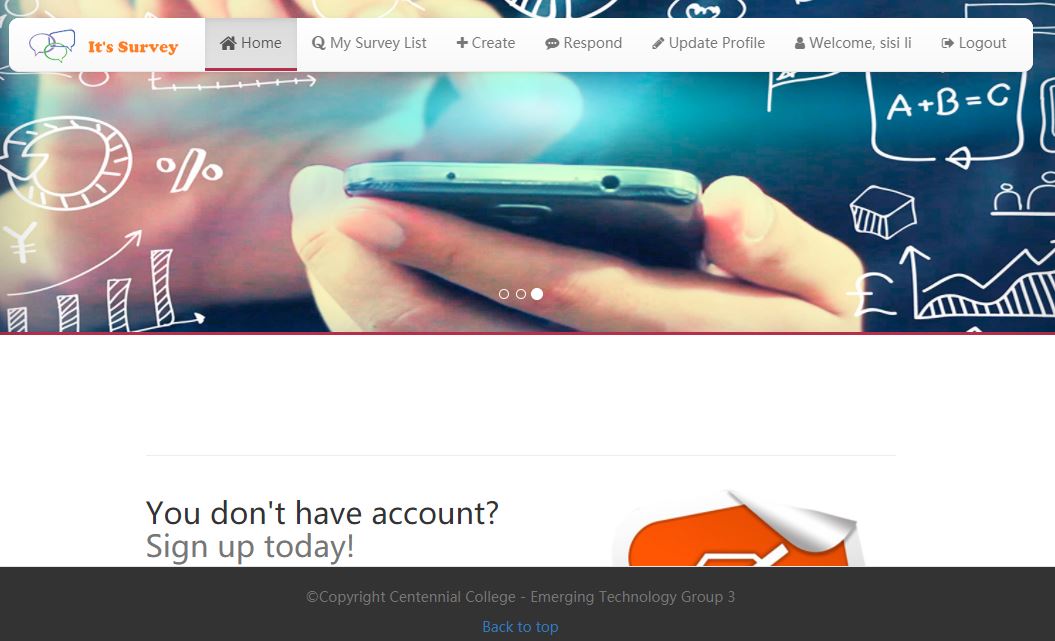 It's Survey
Home
My Survey List
Create
Respond
Update Profile
Welcome, sisi li
Logout
A+B=C
%
¥
£
You don't have account?
Sign up today!
©Copyright Centennial College - Emerging Technology Group 3
Back to top